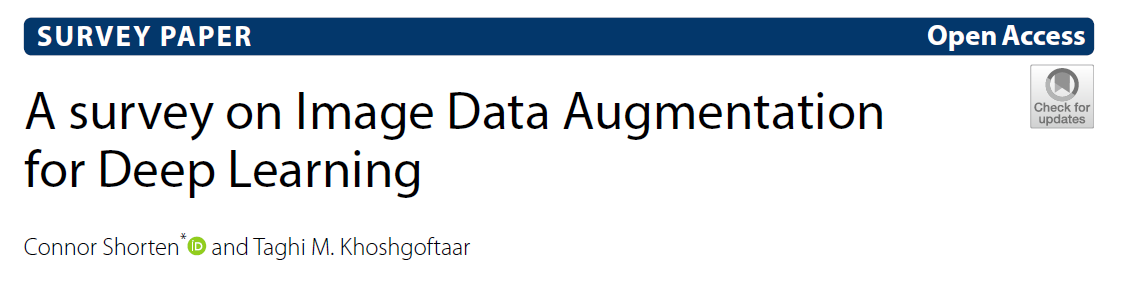 SURVEY PAPER
Open Access
Check for
updates
A survey on Image Data Augmentation
for Deep Learning
Connor Shorten* iD and Taghi M. Khoshgoftaar